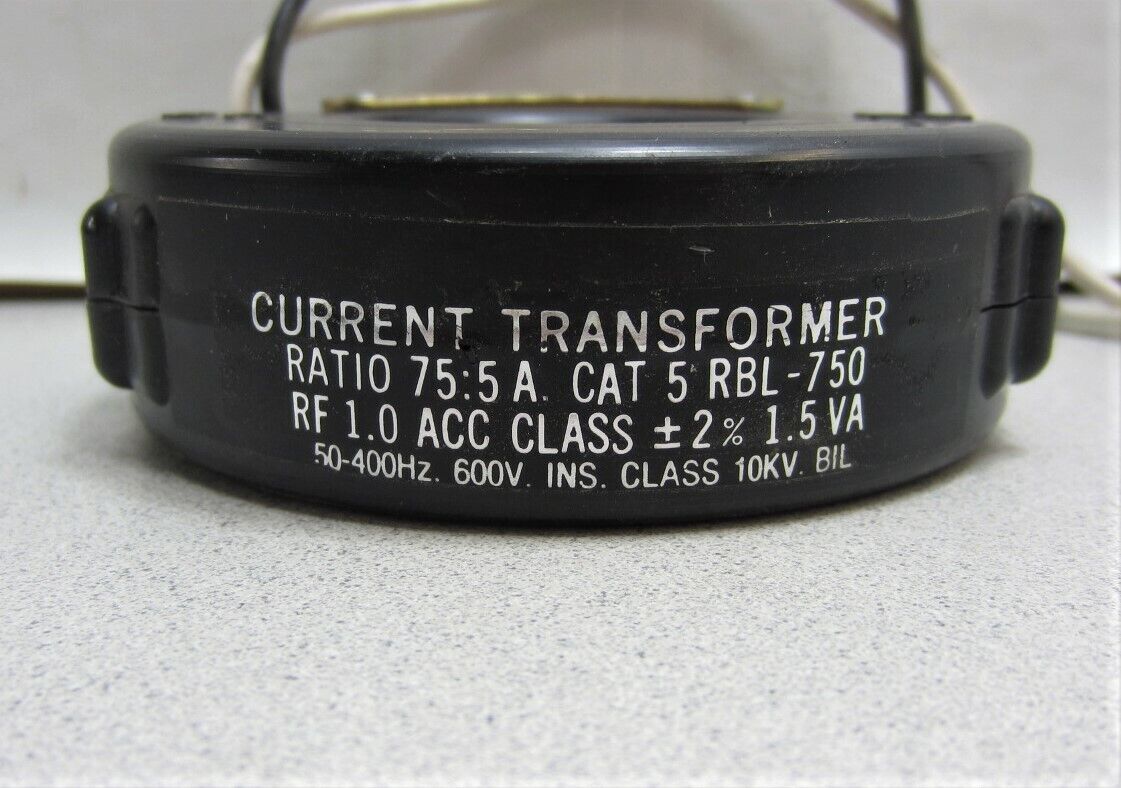 CURRENT TRANSFORMER
RATIO 75:5 A. CAT 5 RBL-750
RF 1.0 ACC CLASS ±2% 1.5 VA
50-400Hz. 600V. INS. CLASS 10KV. BIL